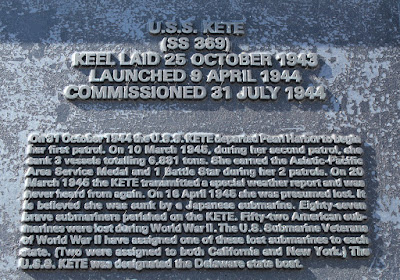 U.S.S. KETE
(SS 369)
KEEL LAID 25 OCTOBER 1943
LAUNCHED 9 APRIL 1944
COMMISSIONED 31 JULY 1944
On 31 October 1944 the U.S.S. KETE departed Pearl Harbor to begin
her first patrol. On 10 March 1945, during her second patrol, she
sunk 3 vessels totalling 6,881 tons. She earned the Asiatic-Pacific
Area Service Medal and 1 Battle Star during her 2 patrols. On 20
March 1945 the KETE transmitted a special weather report and was
never heard from again. On 16 April 1945 she was presumed lost. It
is believed she was sunk by a Japanese submarine. Eighty-seven
brave submariners perished on the KETE. Fifty-two American sub-
marines were lost during World War II. The U.S. Submarine Veterans
of World War II have assigned one of these lost submarines to each
state. (Two were assigned to both California and New York.) The
U.S.S. KETE was designated the Delaware state boat.